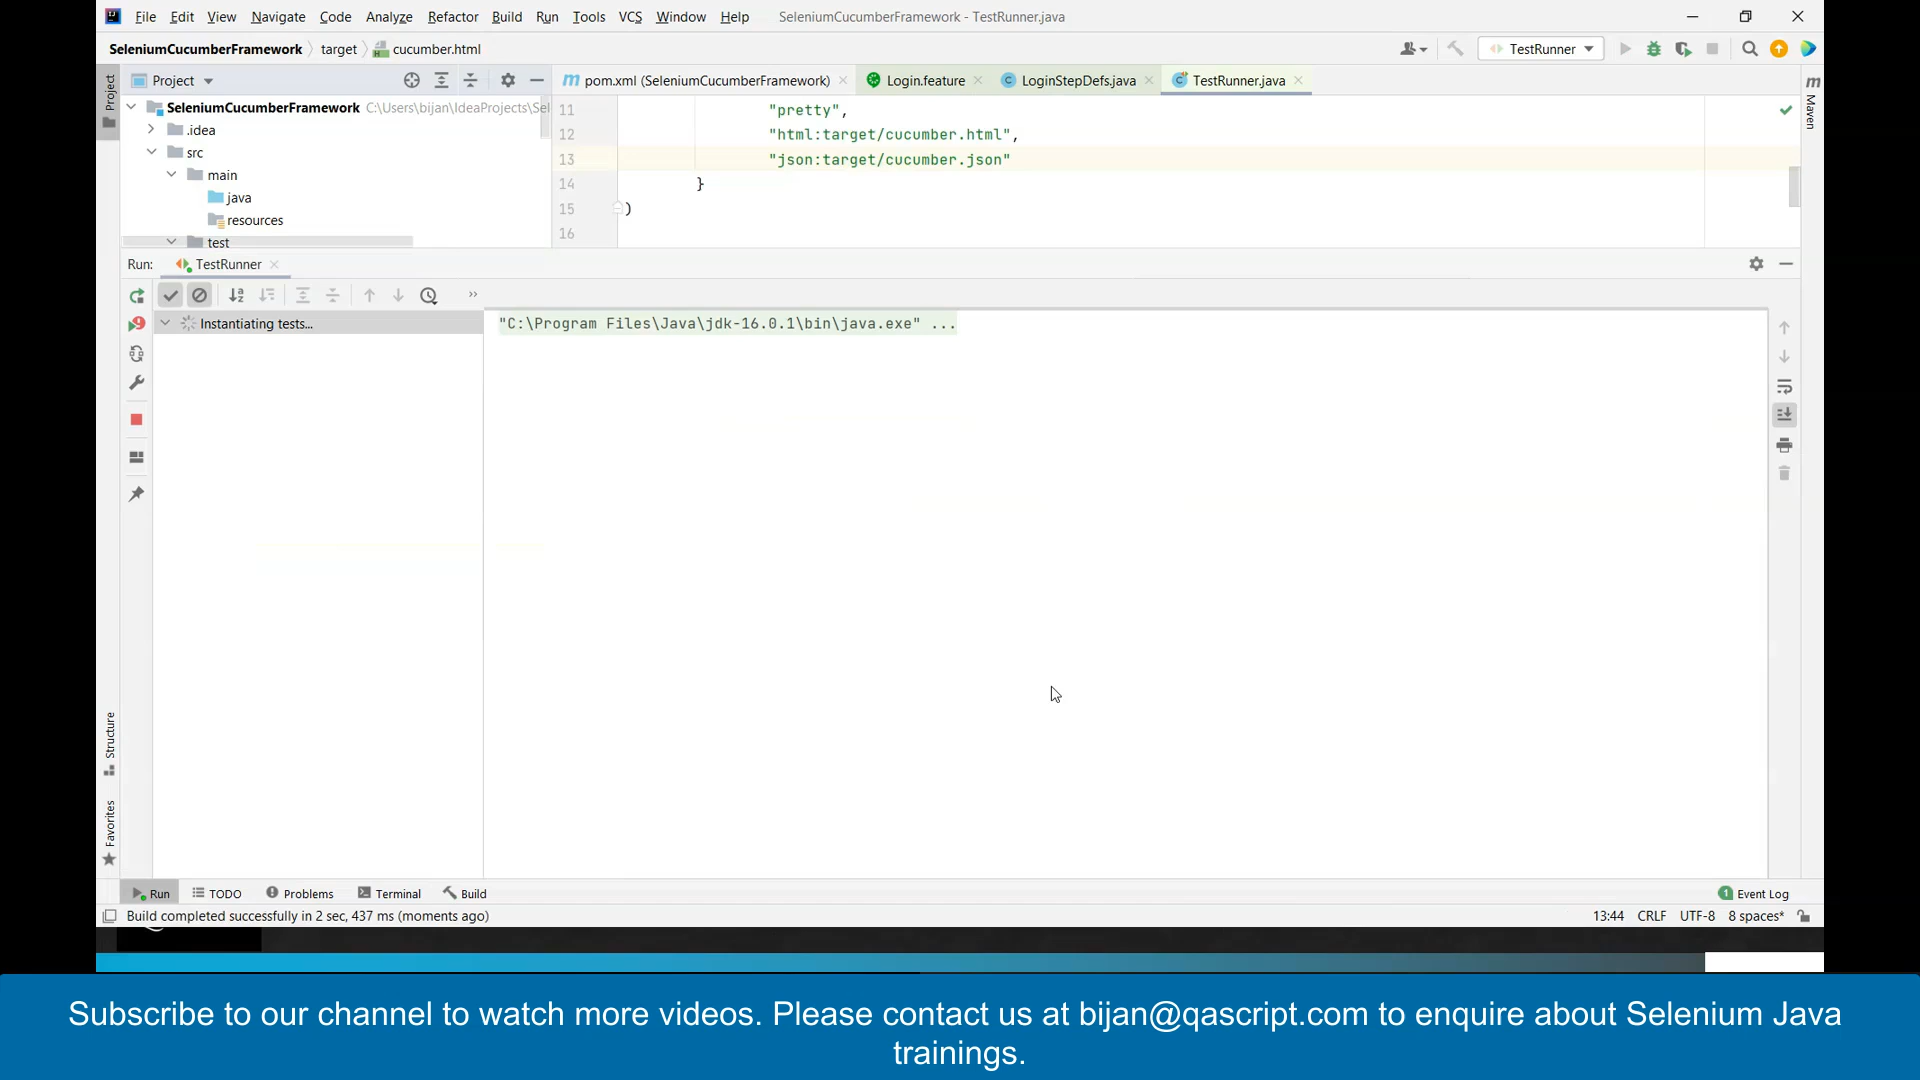 File Edit View Navigate Code Analyze Refactor Build Run Tools VCS Window Help SeleniumCucumberFramework - TestRunner.java
SeleniumCucumberFramework target cucumber.html TestRunner
Project pom.xml (SeleniumCucumberFramework) Login.feature LoginStepDefs.java TestRunner.java
Project
Maven
SeleniumCucumberFramework C:\Users\bijan\IdeaProjects\Sel
.idea
src
main
java
resources
test
11 "pretty",
12 "html:target/cucumber.html",
13 "json:target/cucumber.json"
14 }
15 )
16
Run: TestRunner
Instantiating tests...
"C:\Program Files\Java\jdk-16.0.1\bin\java.exe" ...
Structure
Favorites
Run TODO Problems Terminal Build 1 Event Log
Build completed successfully in 2 sec, 437 ms (moments ago) 13:44 CRLF UTF-8 8 spaces*
Subscribe to our channel to watch more videos. Please contact us at bijan@qascript.com to enquire about Selenium Java
trainings.